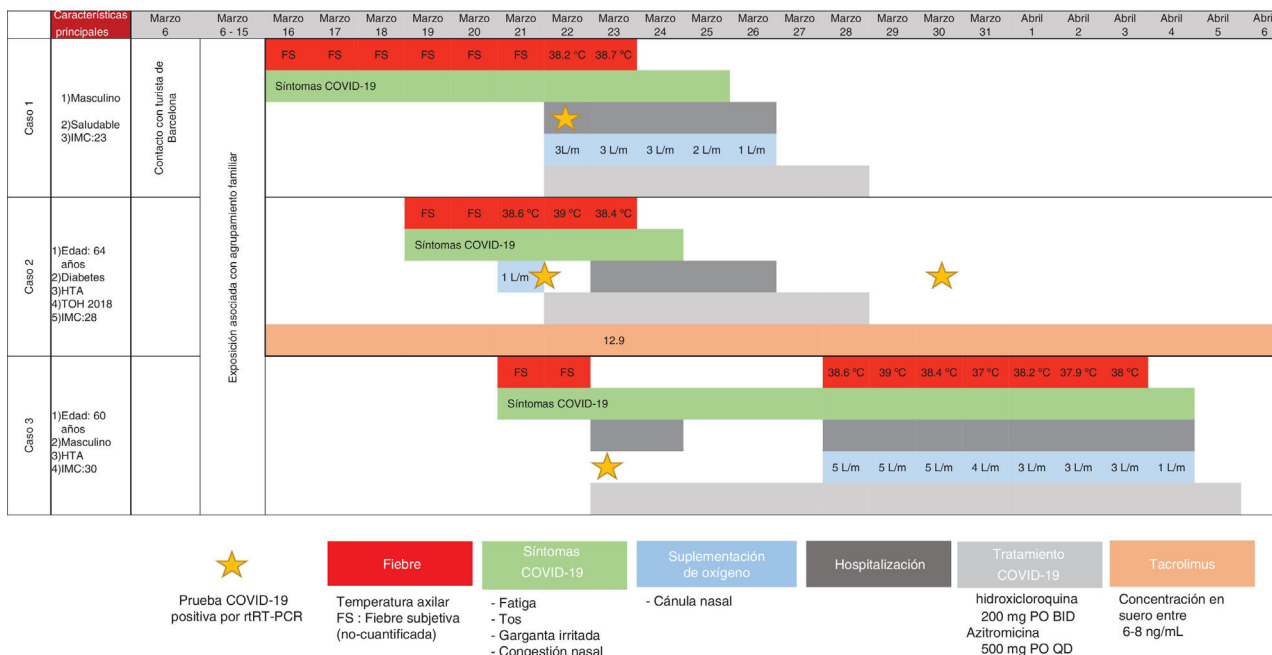 Características principales
Marzo 6
Marzo 6 - 15
Marzo 16
Marzo 17
Marzo 18
Marzo 19
Marzo 20
Marzo 21
Marzo 22
Marzo 23
Marzo 24
Marzo 25
Marzo 26
Marzo 27
Marzo 28
Marzo 29
Marzo 30
Marzo 31
Abril 1
Abril 2
Abril 3
Abril 4
Abril 5
Abril 6
Caso 1
1)Masculino
2)Saludable
3)IMC:23
Contacto con turista de
Barcelona
Exposición asociada con agrupamiento familiar
FS FS FS FS FS FS 38.2 °C 38.7 °C
Síntomas COVID-19
3L/m 3 L/m 3 L/m 2 L/m 1 L/m
Caso 2
1)Edad: 64
años
2)Diabetes
3)HTA
4)TOH 2018
5)IMC:28
FS FS 38.6 °C 39 °C 38.4 °C
Síntomas COVID-19
1 L/m
12.9
Caso 3
1)Edad: 60
años
2)Masculino
3)HTA
4)IMC:30
FS FS 38.6 °C 39 °C 38.4 °C 37 °C 38.2 °C 37.9 °C 38 °C
Síntomas COVID-19
5 L/m 5 L/m 5 L/m 4 L/m 3 L/m 3 L/m 3 L/m 1 L/m
Prueba COVID-19
positiva por rtRT-PCR
Fiebre
Temperatura axilar
FS : Fiebre subjetiva
(no-cuantificada)
Síntomas
COVID-19
- Fatiga
- Tos
- Garganta irritada
- Congestión nasal
Suplementación
de oxígeno
- Cánula nasal
Hospitalización
Tratamiento
COVID-19
hidroxicloroquina
200 mg PO BID
Azitromicina
500 mg PO QD
Tacrolimus
Concentración en
suero entre
6-8 ng/mL